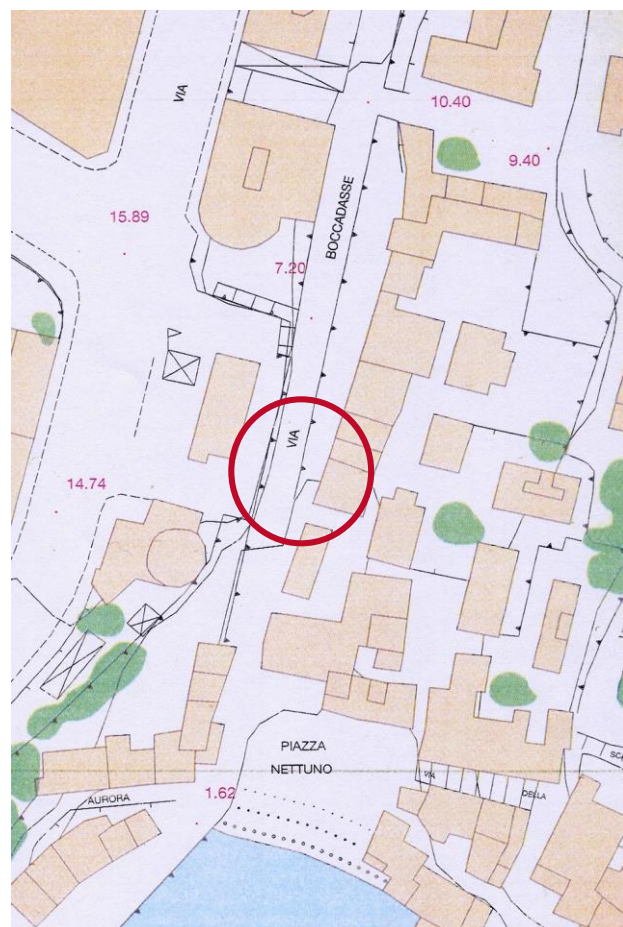 VIA
10.40
9.40
BOCCADASSE
15.89
7.20
VIA
14.74
PIAZZA
NETTUNO
VIA
DELLA
AURORA
1.62